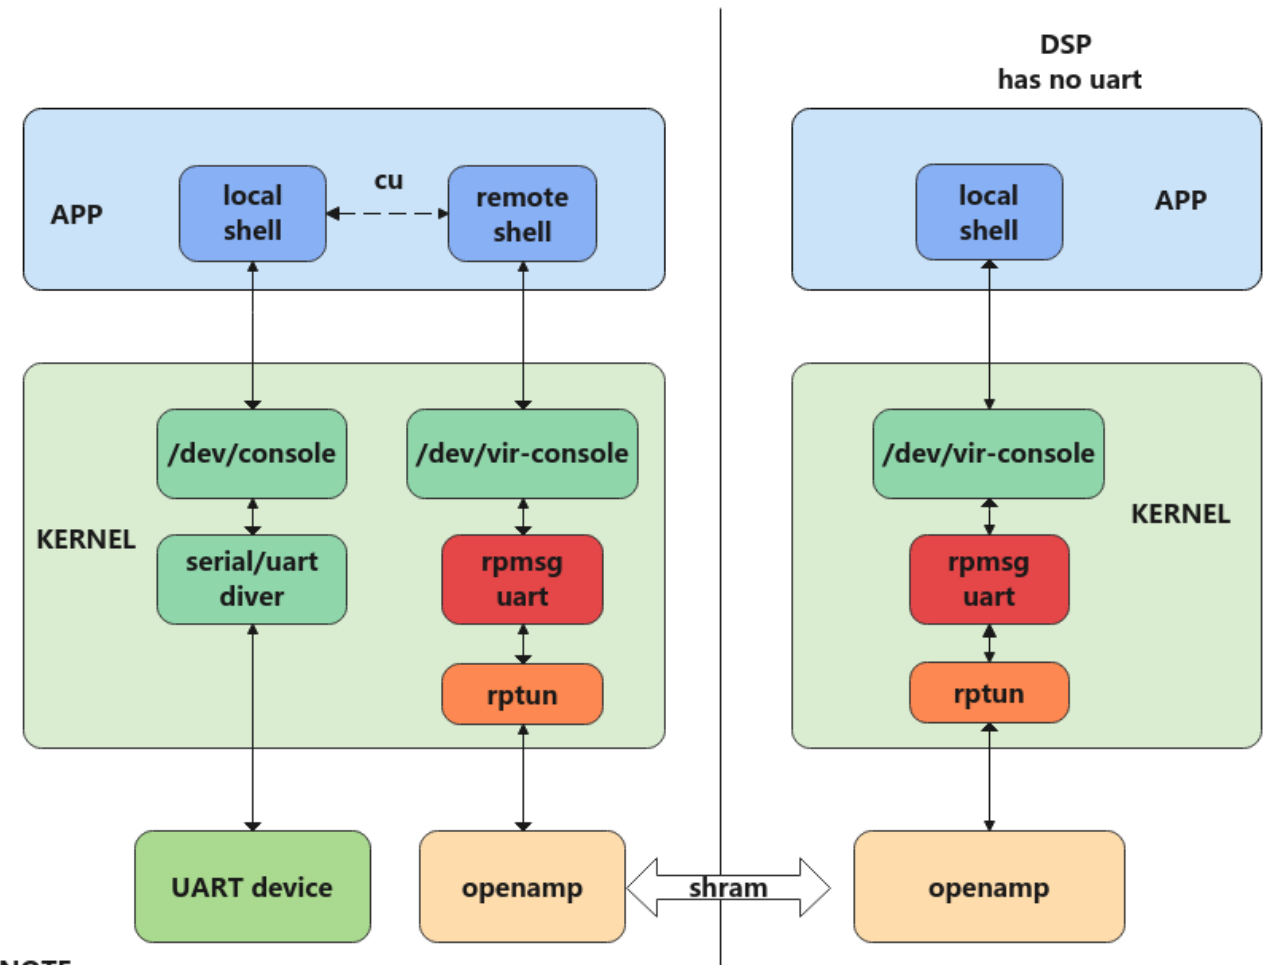 DSP
has no uart
APP
local
shell
cu
remote
shell
local
shell
APP
KERNEL
/dev/console
/dev/vir-console
serial/uart
diver
rpmsg
uart
rptun
/dev/vir-console
KERNEL
rpmsg
uart
rptun
UART device
openamp
shram
openamp
NOTE